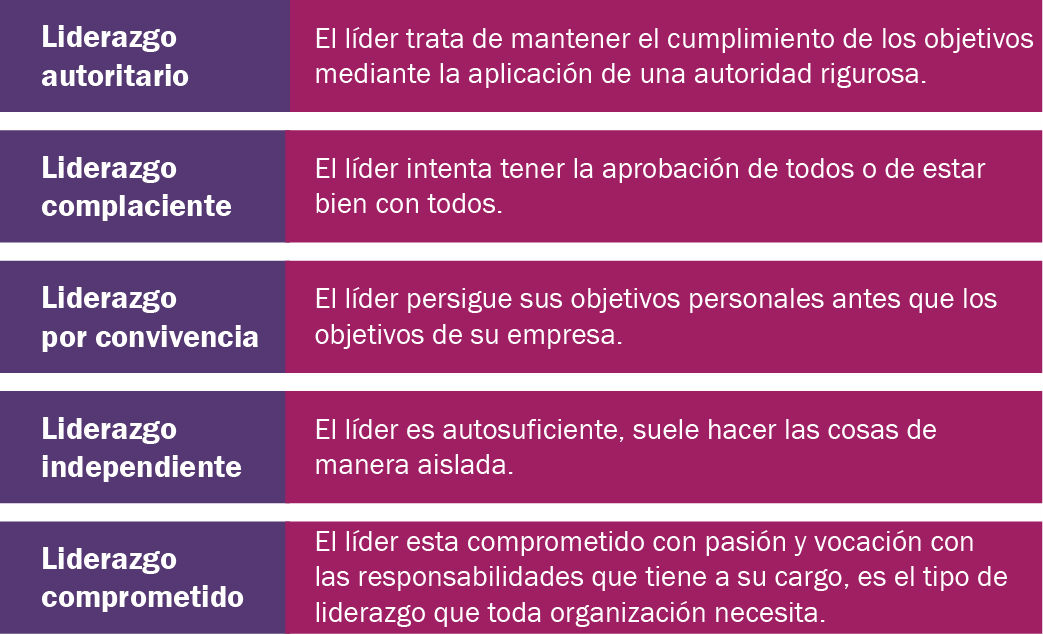 Liderazgo
autoritario
El líder trata de mantener el cumplimiento de los objetivos
mediante la aplicación de una autoridad rigurosa.
Liderazgo
complaciente
El líder intenta tener la aprobación de todos o de estar
bien con todos.
Liderazgo
por convivencia
El líder persigue sus objetivos personales antes que los
objetivos de su empresa.
Liderazgo
independiente
El líder es autosuficiente, suele hacer las cosas de
manera aislada.
Liderazgo
comprometido
El líder esta comprometido con pasión y vocación con
las responsabilidades que tiene a su cargo, es el tipo de
liderazgo que toda organización necesita.